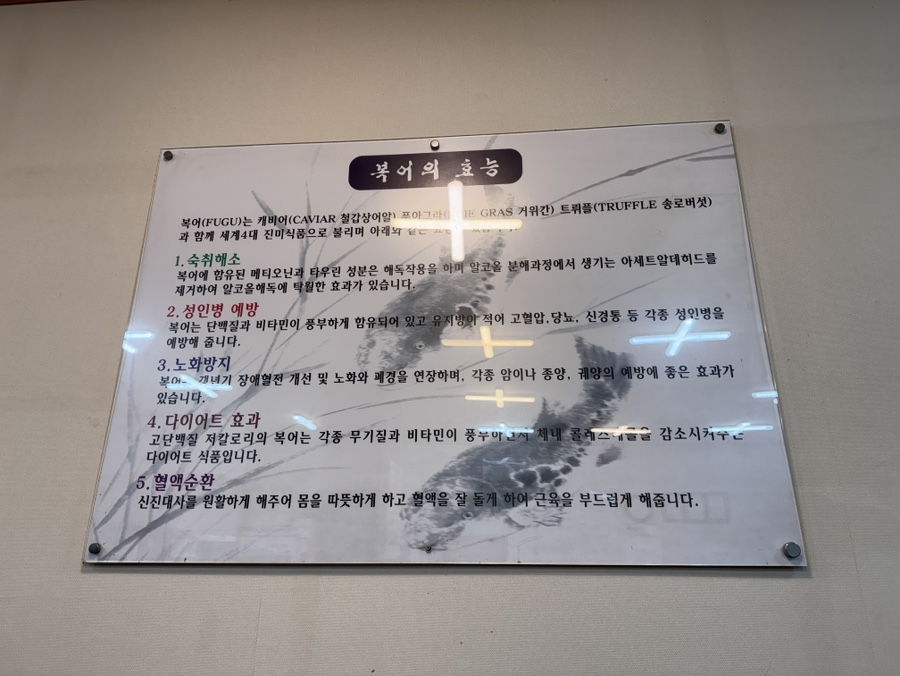 복어의 효능
복어(FUGU)는 캐비어(CAVIAR 철갑상어알) 푸아그라( GRAS 거위간) 트뤼플(TRUFFLE 송로버섯)
과 함께 세계4대 진미식품으로 불리며 아래와 같은
1. 숙취해소
복어에 함유된 메티오닌과 타우린 성분은 해독작용을 하며 알코올 분해과정에서 생기는 아세트알데히드를
제거하여 알코올해독에 탁월한 효과가 있습니다.
2. 성인병 예방
복어는 단백질과 비타민이 풍부하게 함유되어 있고 유지방이 적어 고혈압,당뇨, 신경통 등 각종 성인병을
예방해 줍니다.
3. 노화방지
갱년기 장애혈전 개선 및 노화와 폐경을 연장하며, 각종 암이나 종양, 궤양의 예방에 좋은 효과가
있습니다.
4. 다이어트 효과
고단백질 저칼로리의 복어는 각종 무기질과 비타민이 풍부하면서 체내 콜레스테롤을 감소시켜주는
다이어트 식품입니다.
5. 혈액순환
신진대사를 원활하게 해주어 몸을 따뜻하게 하고 혈액을 잘 돌게 하여 근육을 부드럽게 해줍니다.